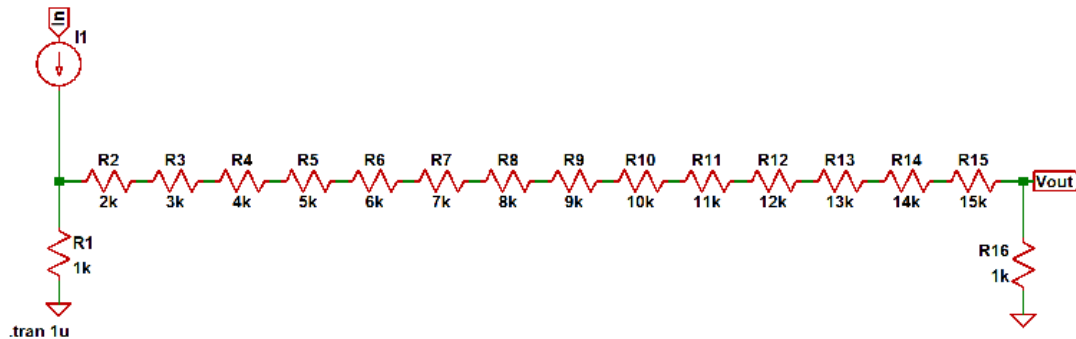 In
I1
R2 R3 R4 R5 R6 R7 R8 R9 R10 R11 R12 R13 R14 R15
Vout
2k 3k 4k 5k 6k 7k 8k 9k 10k 11k 12k 13k 14k 15k
R1
1k
R16
1k
.tran 1u